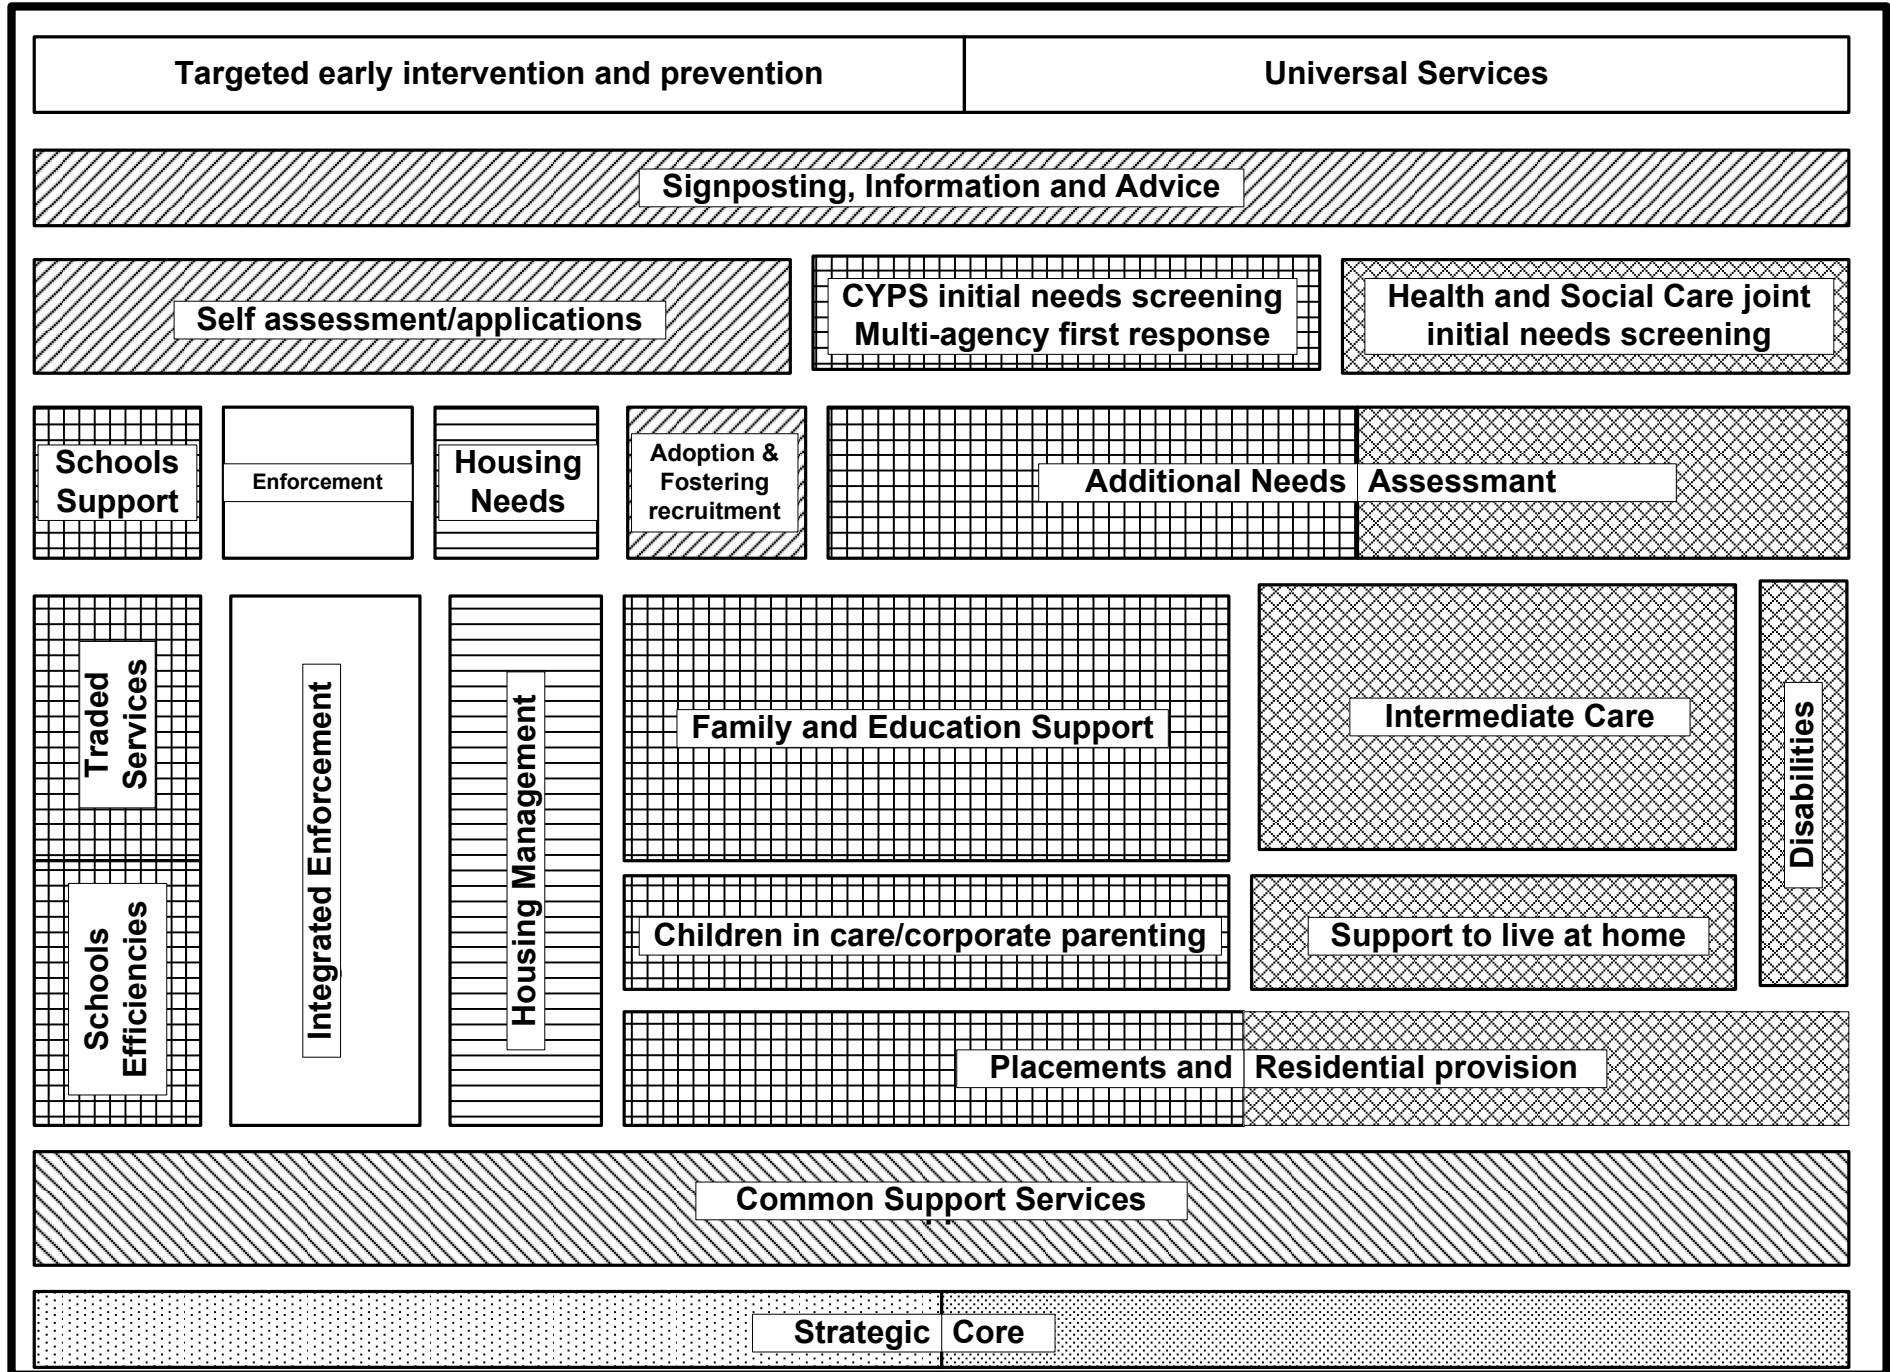 Targeted early intervention and prevention
Universal Services
Signposting, Information and Advice
Self assessment/applications
CYPS initial needs screening
Multi-agency first response
Health and Social Care joint
initial needs screening
Schools
Support
Enforcement
Housing
Needs
Adoption &
Fostering
recruitment
Additional Needs Assessmant
Traded
Services
Integrated Enforcement
Housing Management
Family and Education Support
Intermediate Care
Disabilities
Schools
Efficiencies
Children in care/corporate parenting
Support to live at home
Placements and Residential provision
Common Support Services
Strategic Core